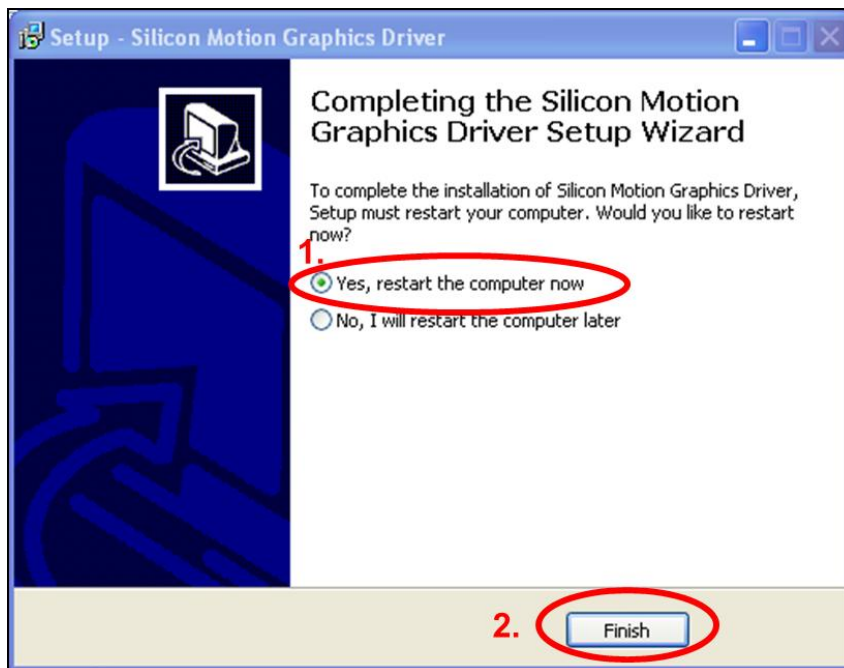 Setup - Silicon Motion Graphics Driver
Completing the Silicon Motion
Graphics Driver Setup Wizard
To complete the installation of Silicon Motion Graphics Driver,
Setup must restart your computer. Would you like to restart
now?
1.
Yes, restart the computer now
No, I will restart the computer later
2.
Finish